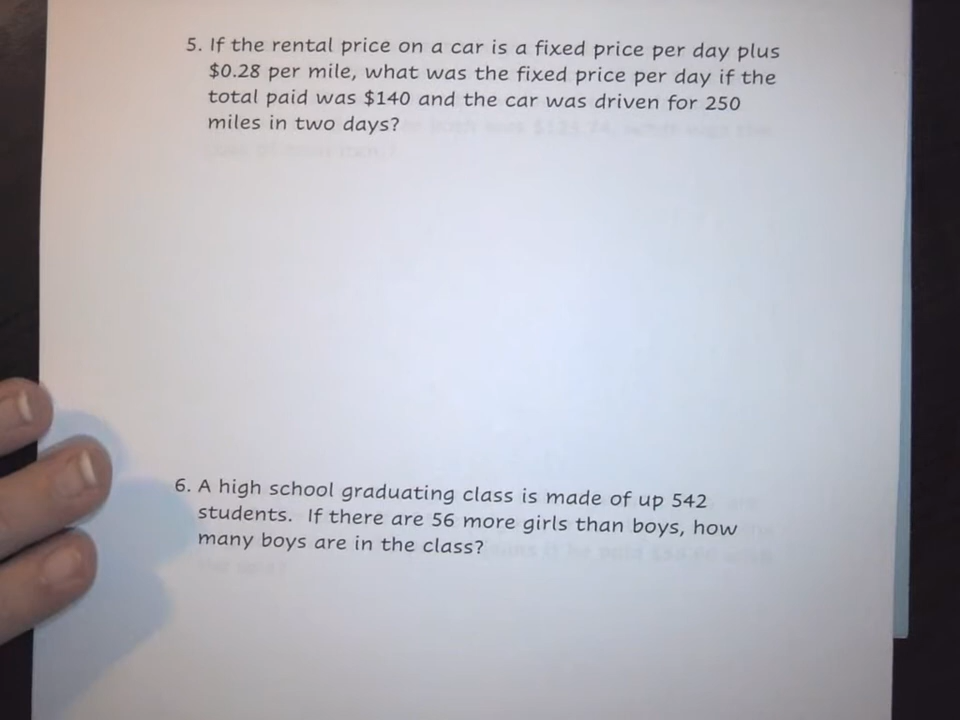 5. If the rental price on a car is a fixed price per day plus
$0.28 per mile, what was the fixed price per day if the
total paid was $140 and the car was driven for 250
miles in two days?
6. A high school graduating class is made of up 542
students. If there are 56 more girls than boys, how
many boys are in the class?